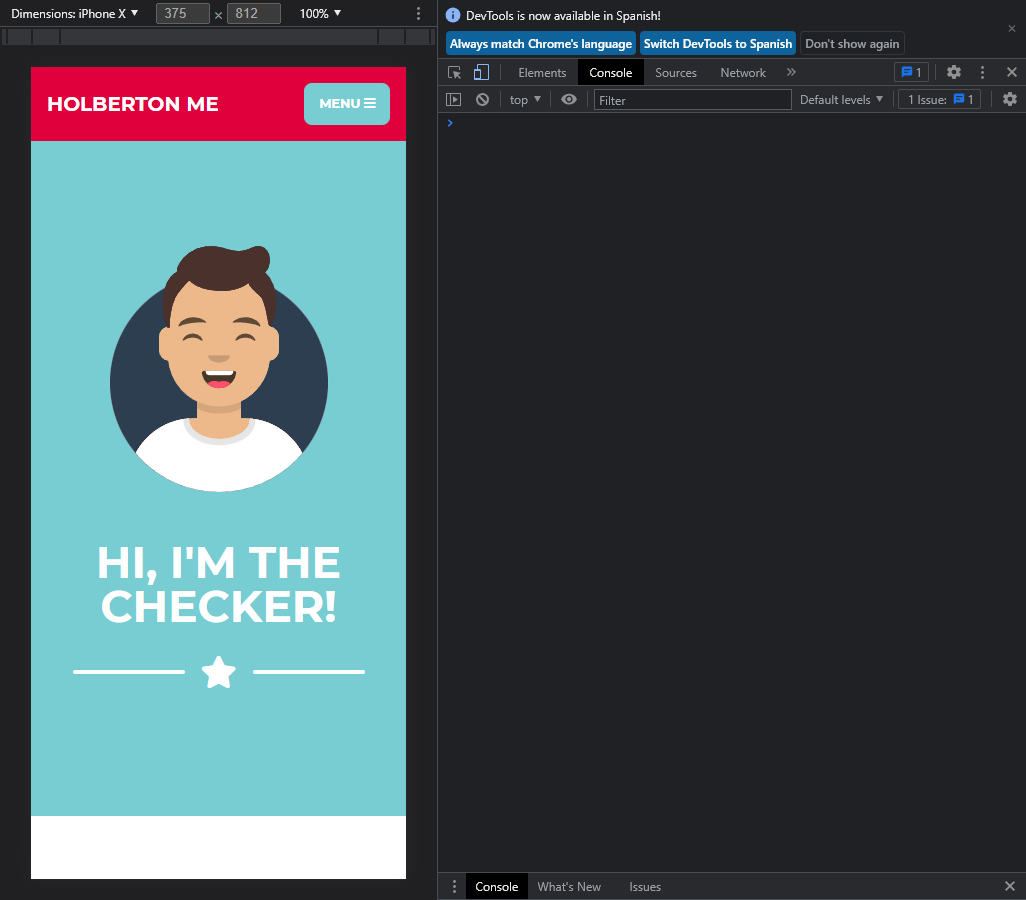 Dimensions: iPhone X 375 × 812 100%
HOLBERTON ME MENU
HI, I'M THE
CHECKER!
DevTools is now available in Spanish!
Always match Chrome's language Switch DevTools to Spanish Don't show again
Elements Console Sources Network » 1
top Filter Default levels 1 Issue: 1
Console What's New Issues